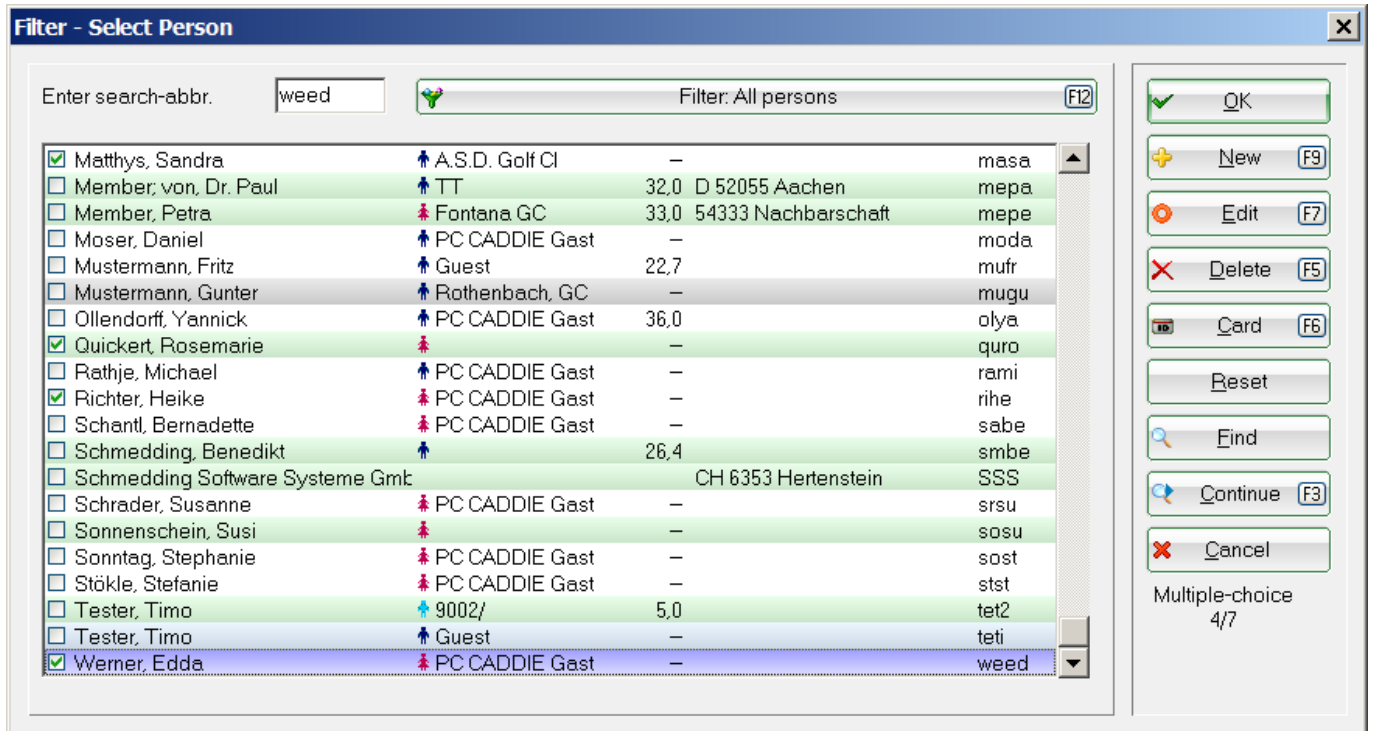 Filter - Select Person
Enter search-abbr. weed Filter: All persons F12
Matthys, Sandra A.S.D. Golf Cl – masa
Member; von, Dr. Paul TT 32,0 D 52055 Aachen mepa
Member, Petra Fontana GC 33,0 54333 Nachbarschaft mepe
Moser, Daniel PC CADDIE Gast – moda
Mustermann, Fritz Guest 22,7 mufr
Mustermann, Gunter Rothenbach, GC – mugu
Ollendorff, Yannick PC CADDIE Gast 36,0 olya
Quickert, Rosemarie – quro
Rathje, Michael PC CADDIE Gast – rami
Richter, Heike PC CADDIE Gast – rihe
Schantl, Bernadette PC CADDIE Gast – sabe
Schmedding, Benedikt 26,4 smbe
Schmedding Software Systeme Gmb CH 6353 Hertenstein SSS
Schrader, Susanne PC CADDIE Gast – srsu
Sonnenschein, Susi – sosu
Sonntag, Stephanie PC CADDIE Gast – sost
Stökle, Stefanie PC CADDIE Gast – stst
Tester, Timo 9002/ 5,0 tet2
Tester, Timo Guest – teti
Werner, Edda PC CADDIE Gast – weed
OK
New F9
Edit F7
Delete F5
ID Card F6
Reset
Find
Continue F3
Cancel
Multiple-choice
4/7